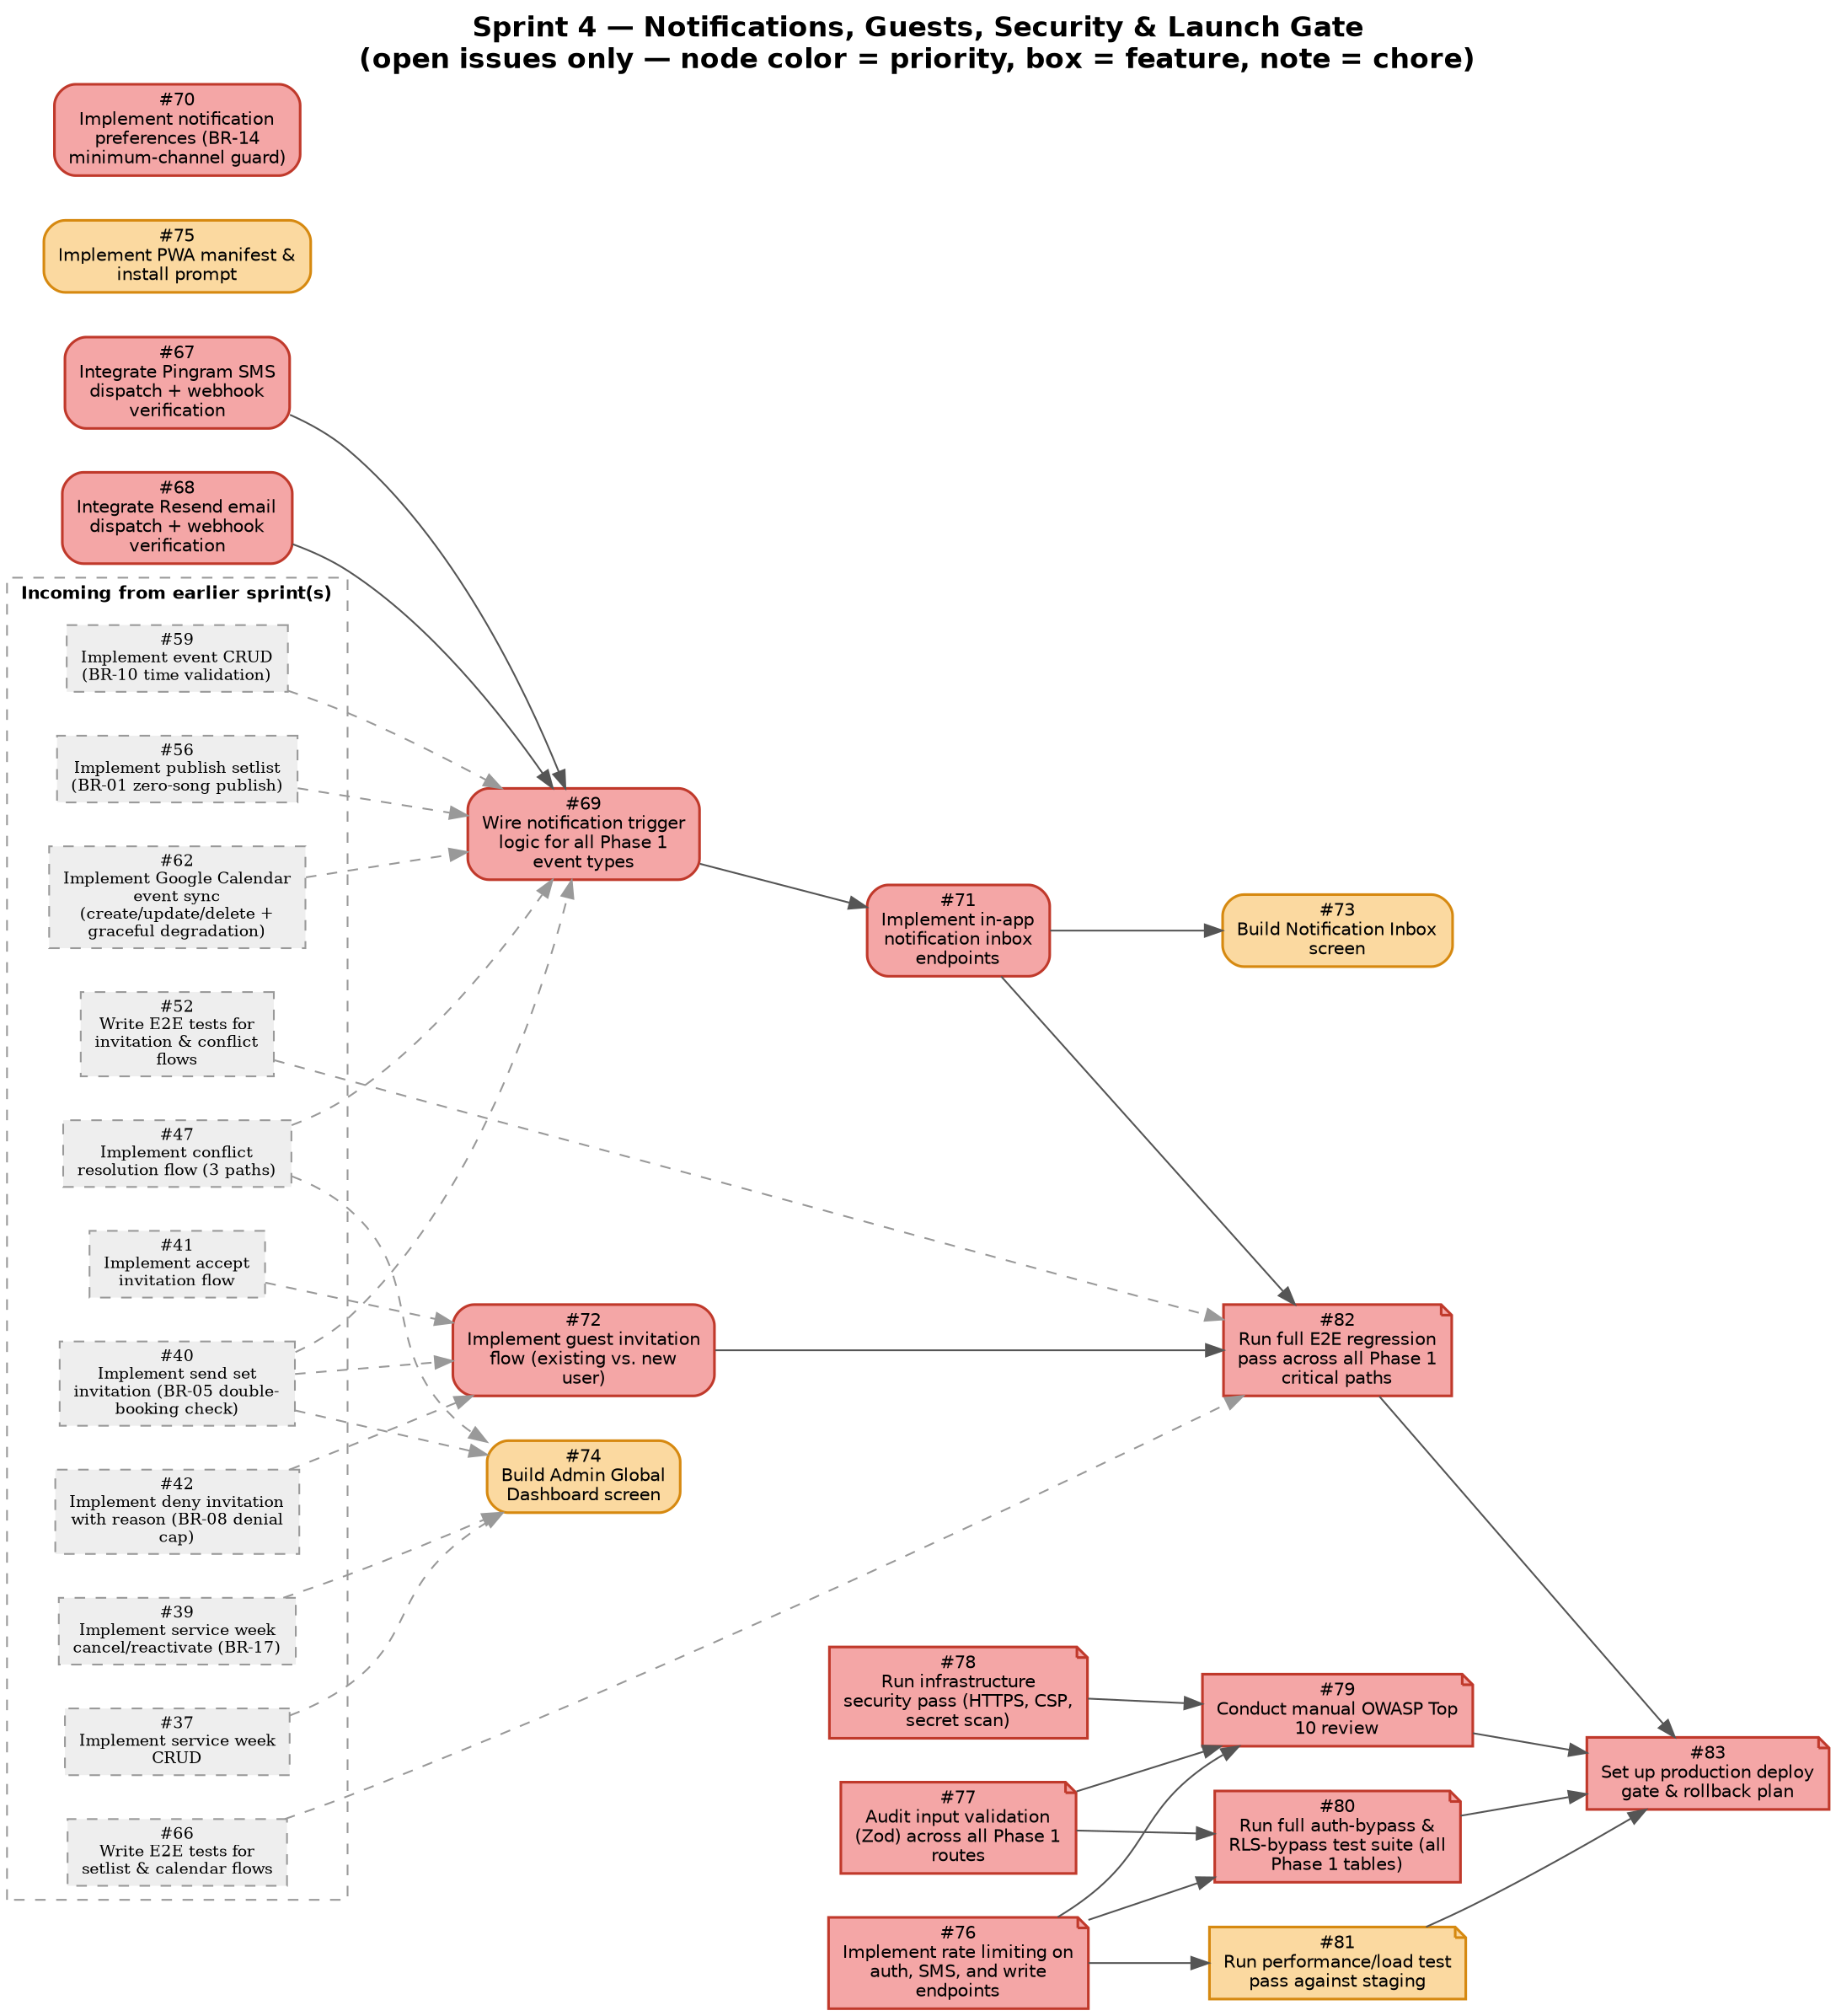 Sprint 4 — Notifications, Guests, Security & Launch Gate
(open issues only — node color = priority, box = feature, note = chore)
#70
Implement notification
preferences (BR-14
minimum-channel guard)
#75
Implement PWA manifest &
install prompt
#67
Integrate Pingram SMS
dispatch + webhook
verification
#68
Integrate Resend email
dispatch + webhook
verification
Incoming from earlier sprint(s)
#59
Implement event CRUD
(BR-10 time validation)
#56
Implement publish setlist
(BR-01 zero-song publish)
#62
Implement Google Calendar
event sync
(create/update/delete +
graceful degradation)
#52
Write E2E tests for
invitation & conflict
flows
#47
Implement conflict
resolution flow (3 paths)
#41
Implement accept
invitation flow
#40
Implement send set
invitation (BR-05 double-
booking check)
#42
Implement deny invitation
with reason (BR-08 denial
cap)
#39
Implement service week
cancel/reactivate (BR-17)
#37
Implement service week
CRUD
#66
Write E2E tests for
setlist & calendar flows
#69
Wire notification trigger
logic for all Phase 1
event types
#72
Implement guest invitation
flow (existing vs. new
user)
#74
Build Admin Global
Dashboard screen
#71
Implement in-app
notification inbox
endpoints
#78
Run infrastructure
security pass (HTTPS, CSP,
secret scan)
#77
Audit input validation
(Zod) across all Phase 1
routes
#76
Implement rate limiting on
auth, SMS, and write
endpoints
#73
Build Notification Inbox
screen
#82
Run full E2E regression
pass across all Phase 1
critical paths
#79
Conduct manual OWASP Top
10 review
#80
Run full auth-bypass &
RLS-bypass test suite (all
Phase 1 tables)
#81
Run performance/load test
pass against staging
#83
Set up production deploy
gate & rollback plan